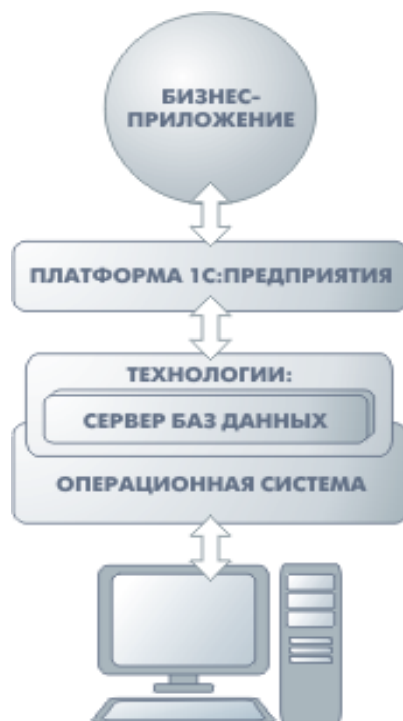 БИЗНЕС-
ПРИЛОЖЕНИЕ
ПЛАТФОРМА 1С:ПРЕДПРИЯТИЯ
ТЕХНОЛОГИИ:
СЕРВЕР БАЗ ДАННЫХ
ОПЕРАЦИОННАЯ СИСТЕМА